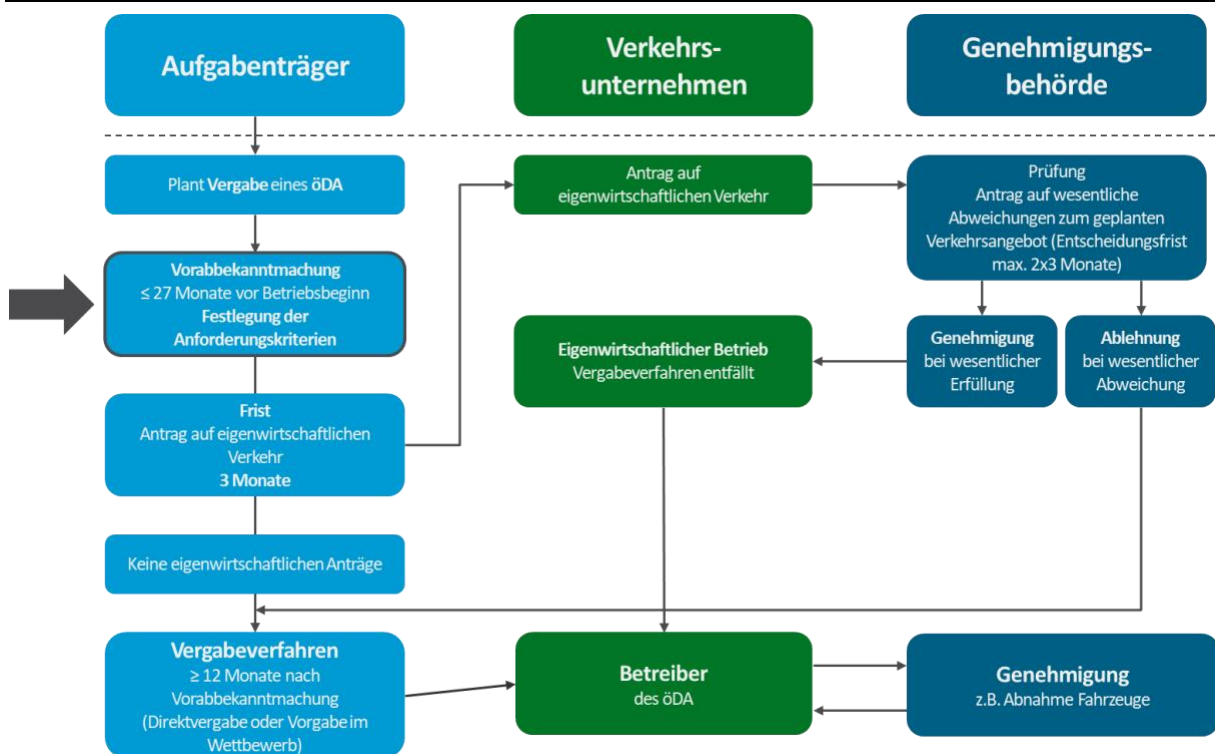 Aufgabenträger
Verkehrs-
unternehmen
Genehmigungs-
behörde
Plant Vergabe eines öDA
Antrag auf
eigenwirtschaftlichen Verkehr
Prüfung
Antrag auf wesentliche
Abweichungen zum geplanten
Verkehrsangebot (Entscheidungsfrist
max. 2x3 Monate)
Vorabbekanntmachung
≤ 27 Monate vor Betriebsbeginn
Festlegung der
Anforderungskriterien
Eigenwirtschaftlicher Betrieb
Vergabeverfahren entfällt
Genehmigung
bei wesentlicher
Erfüllung
Ablehnung
bei wesentlicher
Abweichung
Frist
Antrag auf eigenwirtschaftlichen
Verkehr
3 Monate
Keine eigenwirtschaftlichen Anträge
Vergabeverfahren
≥ 12 Monate nach
Vorabbekanntmachung
(Direktvergabe oder Vorgabe im
Wettbewerb)
Betreiber
des öDA
Genehmigung
z.B. Abnahme Fahrzeuge